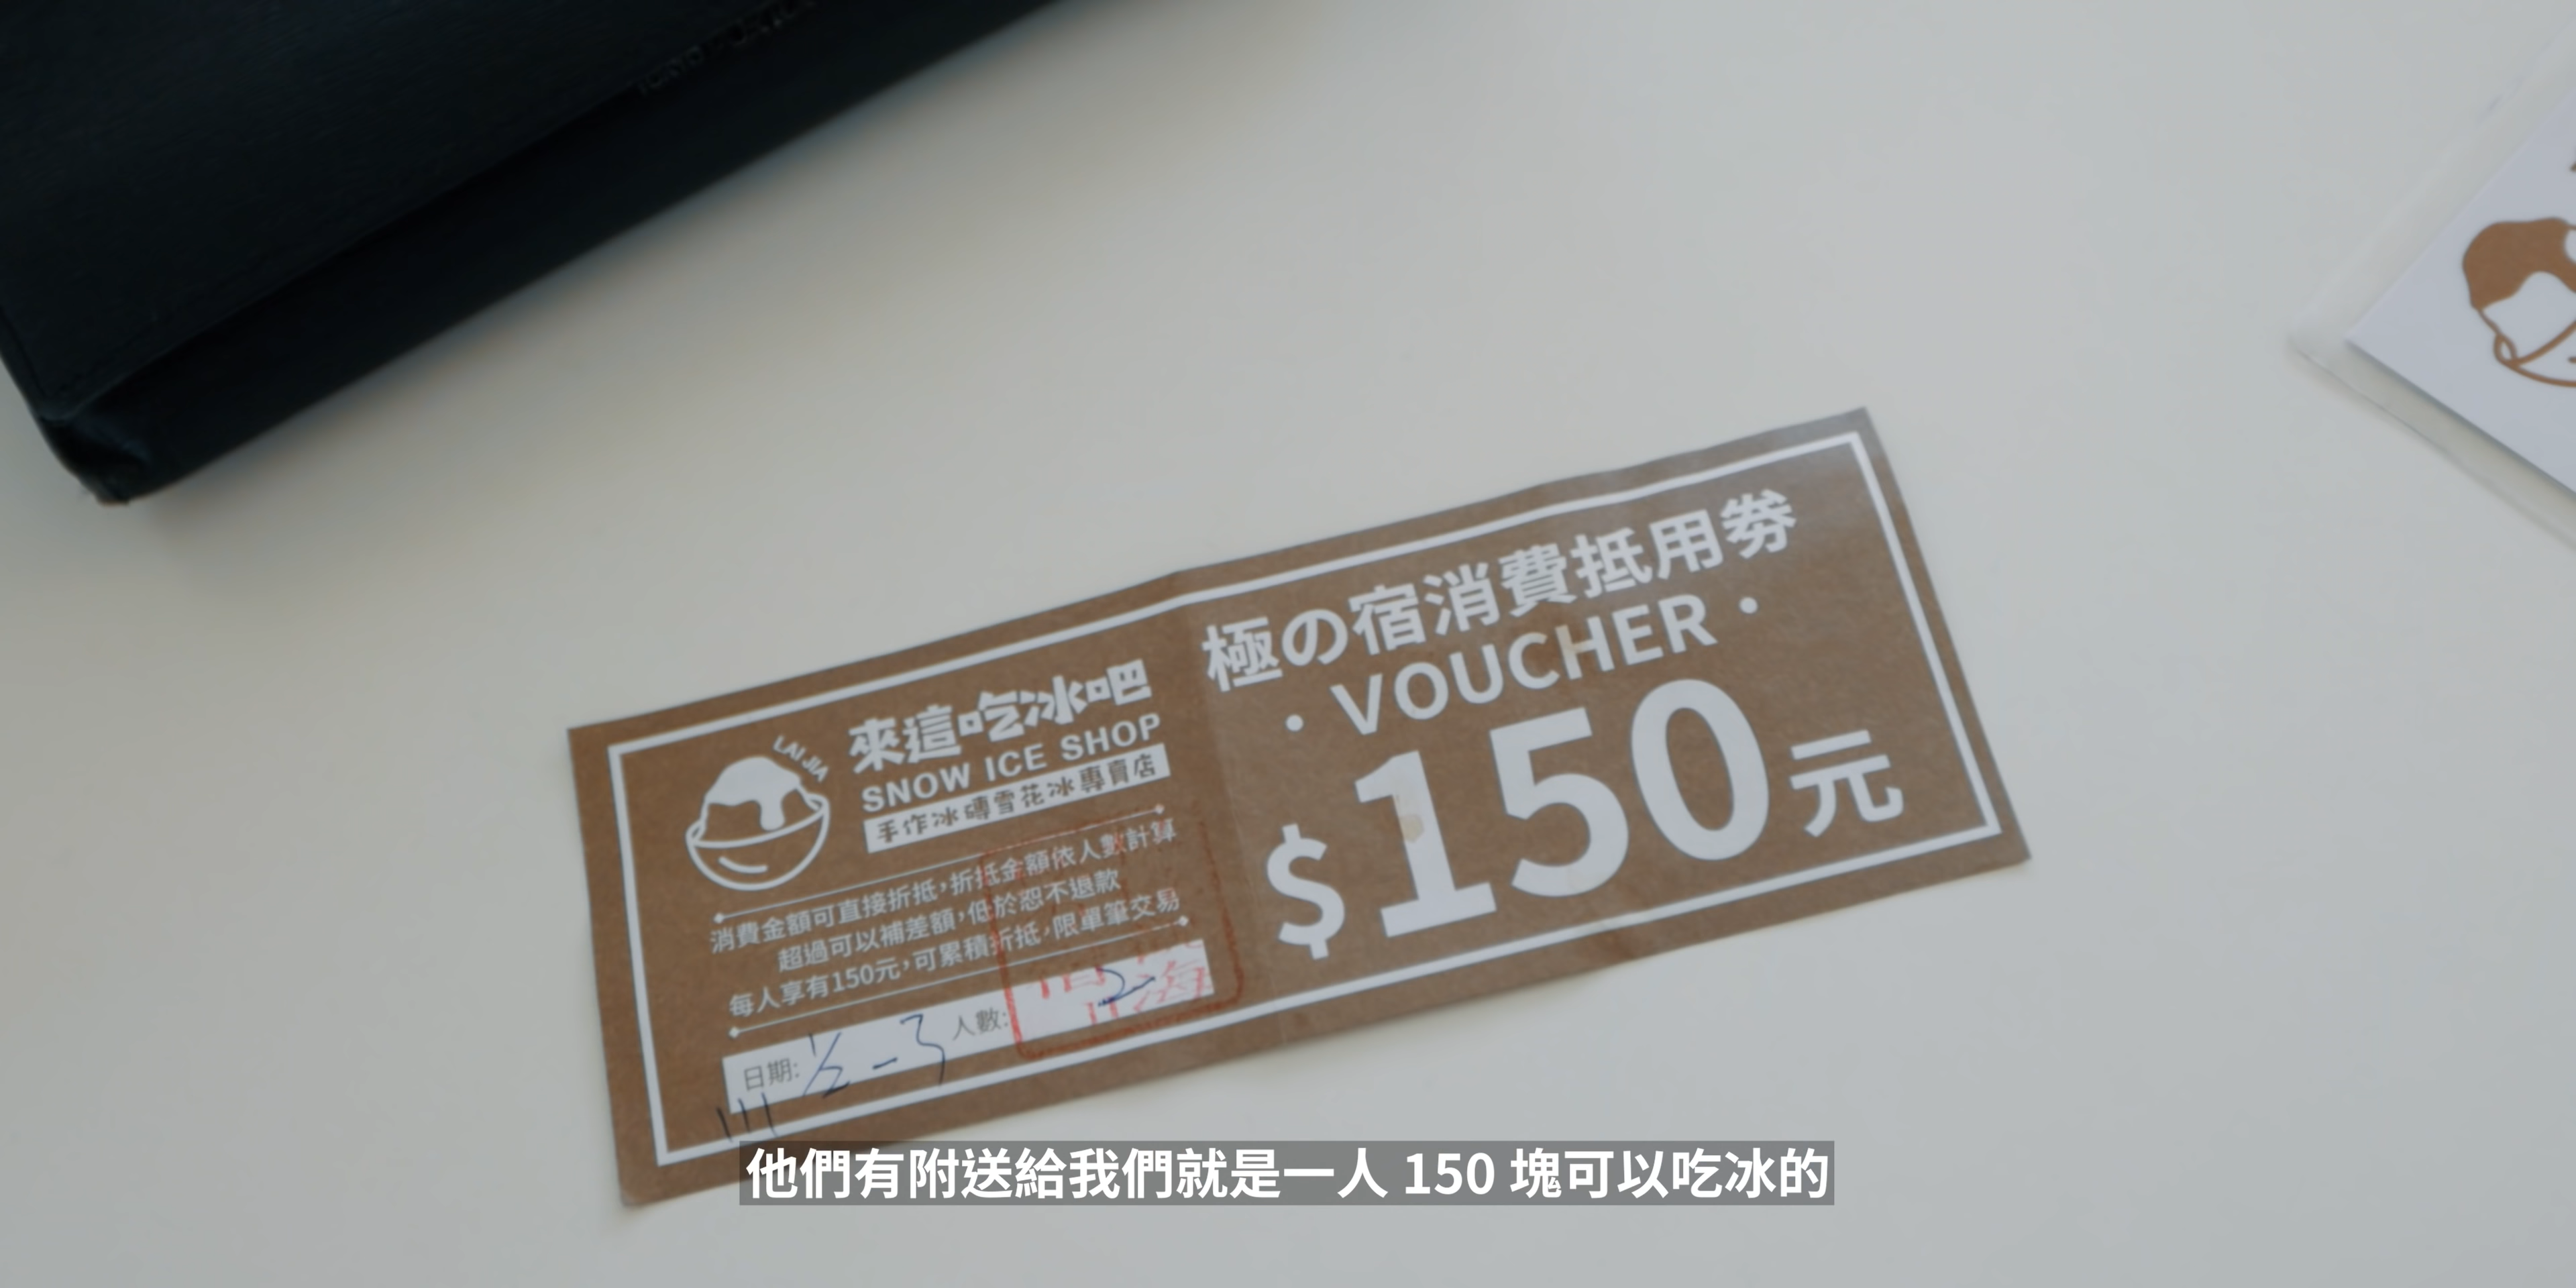 LAI JIA
來這吃冰吧
SNOW ICE SHOP
手作冰磚雪花冰專賣店
消費金額可直接折抵,折抵金額依人數計算
超過可以補差額,低於恕不退款
每人享有150元,可累積折抵,限單筆交易
日期: 1/2-3 人數: 2
極の宿消費抵用劵
·VOUCHER·
$150元
他們有附送給我們就是一人 150 塊可以吃冰的